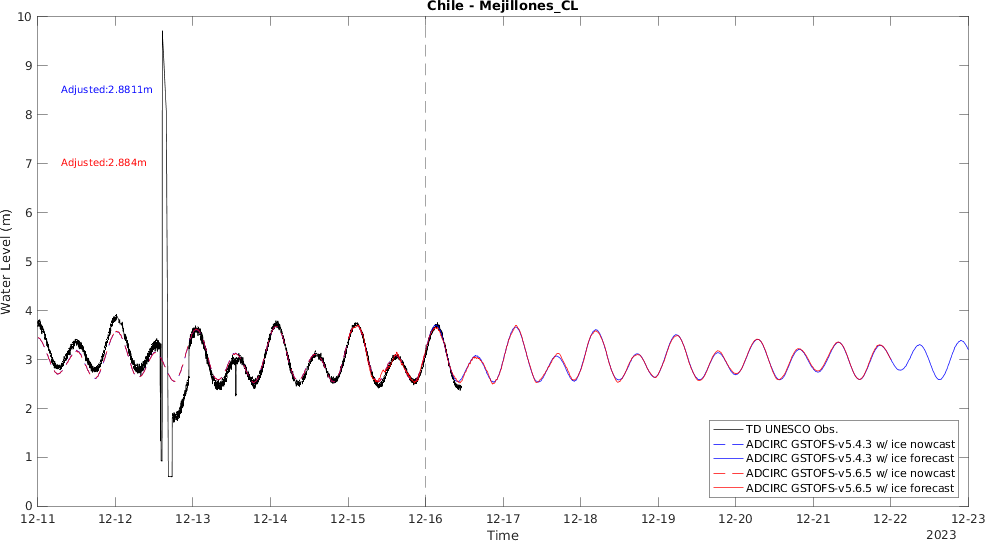 Chile - Mejillones_CL
10
9
8
7
6
5
4
3
2
1
0
Water Level (m)
Adjusted:2.8811m
Adjusted:2.884m
TD UNESCO Obs.
ADCIRC GSTOFS-v5.4.3 w/ ice nowcast
ADCIRC GSTOFS-v5.4.3 w/ ice forecast
ADCIRC GSTOFS-v5.6.5 w/ ice nowcast
ADCIRC GSTOFS-v5.6.5 w/ ice forecast
12-11 12-12 12-13 12-14 12-15 12-16 12-17 12-18 12-19 12-20 12-21 12-22 12-23
Time
2023